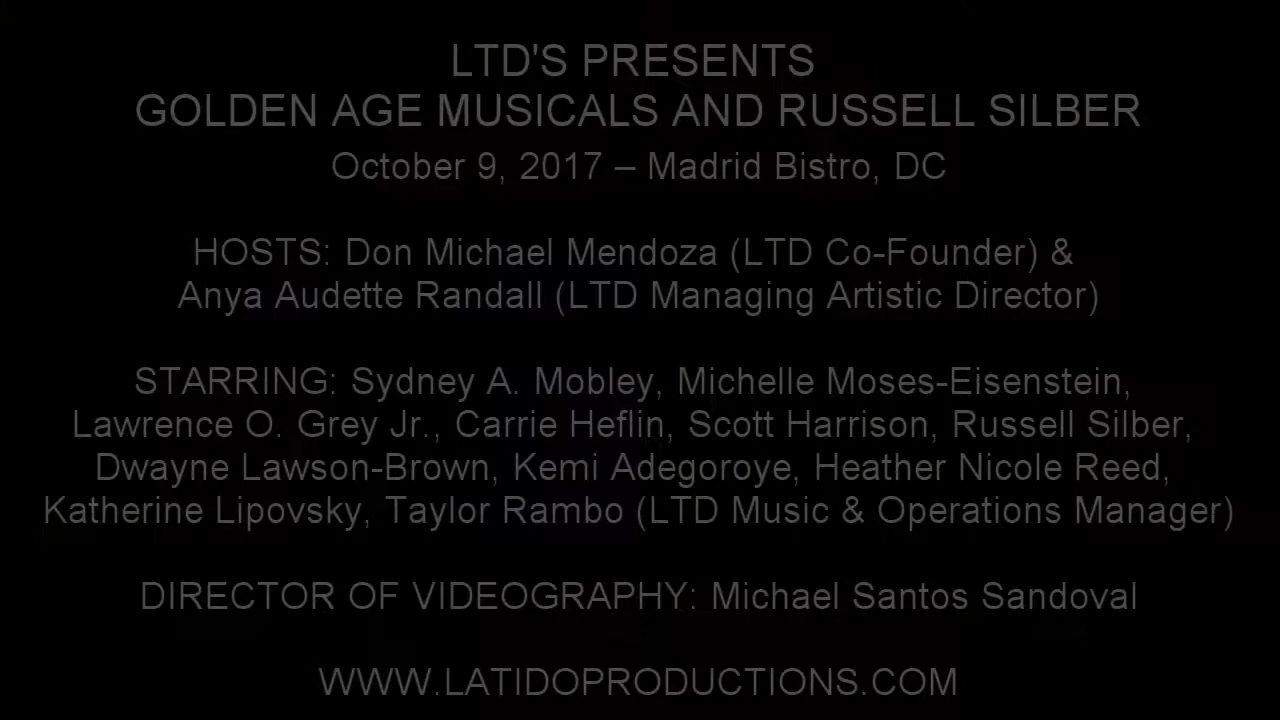 LTD'S PRESENTS
GOLDEN AGE MUSICALS AND RUSSELL SILBER
October 9, 2017 – Madrid Bistro, DC
HOSTS: Don Michael Mendoza (LTD Co-Founder) &
Anya Audette Randall (LTD Managing Artistic Director)
STARRING: Sydney A. Mobley, Michelle Moses-Eisenstein,
Lawrence O. Grey Jr., Carrie Heflin, Scott Harrison, Russell Silber,
Dwayne Lawson-Brown, Kemi Adegoroye, Heather Nicole Reed,
Katherine Lipovsky, Taylor Rambo (LTD Music & Operations Manager)
DIRECTOR OF VIDEOGRAPHY: Michael Santos Sandoval
WWW.LATIDOPRODUCTIONS.COM